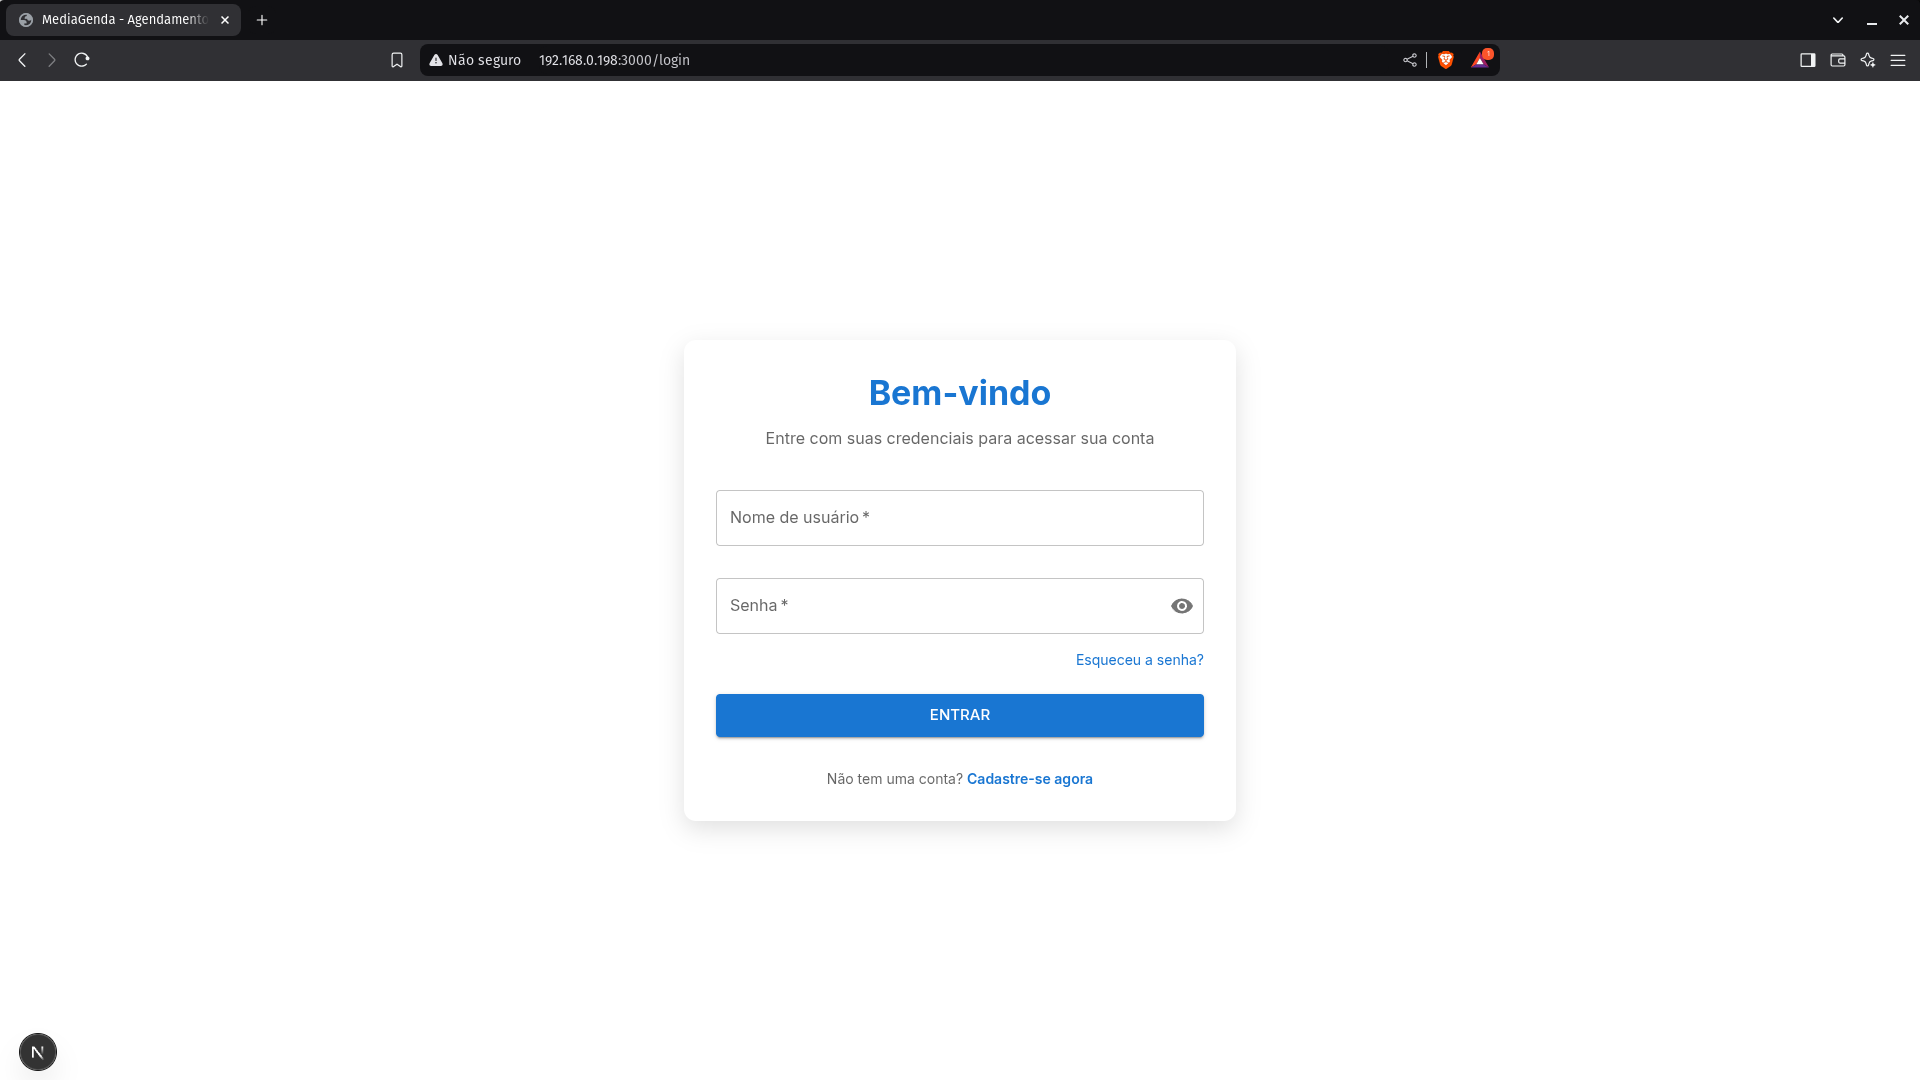 MediaGenda - Agendamento
Não seguro 192.168.0.198:3000/login
1
Bem-vindo
Entre com suas credenciais para acessar sua conta
Nome de usuário *
Senha *
Esqueceu a senha?
ENTRAR
Não tem uma conta? Cadastre-se agora
N